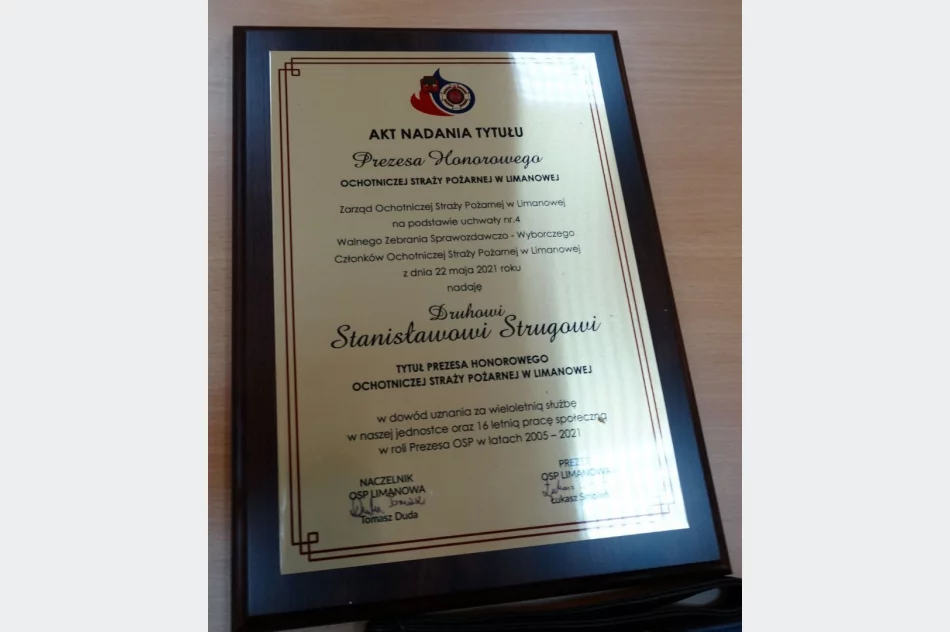 AKT NADANIA TYTUŁU
Prezesa Honorowego
OCHOTNICZEJ STRAŻY POŻARNEJ W LIMANOWEJ
Zarząd Ochotniczej Straży Pożarnej w Limanowej
na podstawie uchwały nr.4
Walnego Zebrania Sprawozdawczo - Wyborczego
Członków Ochotniczej Straży Pożarnej w Limanowej
z dnia 22 maja 2021 roku
nadaję
Druhowi
Stanisławowi Strugowi
TYTUŁ PREZESA HONOROWEGO
OCHOTNICZEJ STRAŻY POŻARNEJ W LIMANOWEJ
w dowód uznania za wieloletnią służbę
w naszej jednostce oraz 16 letnią pracę społeczną
w roli Prezesa OSP w latach 2005 – 2021
NACZELNIK
OSP LIMANOWA
Tomasz Duda
PREZES
OSP LIMANOWA
Łukasz